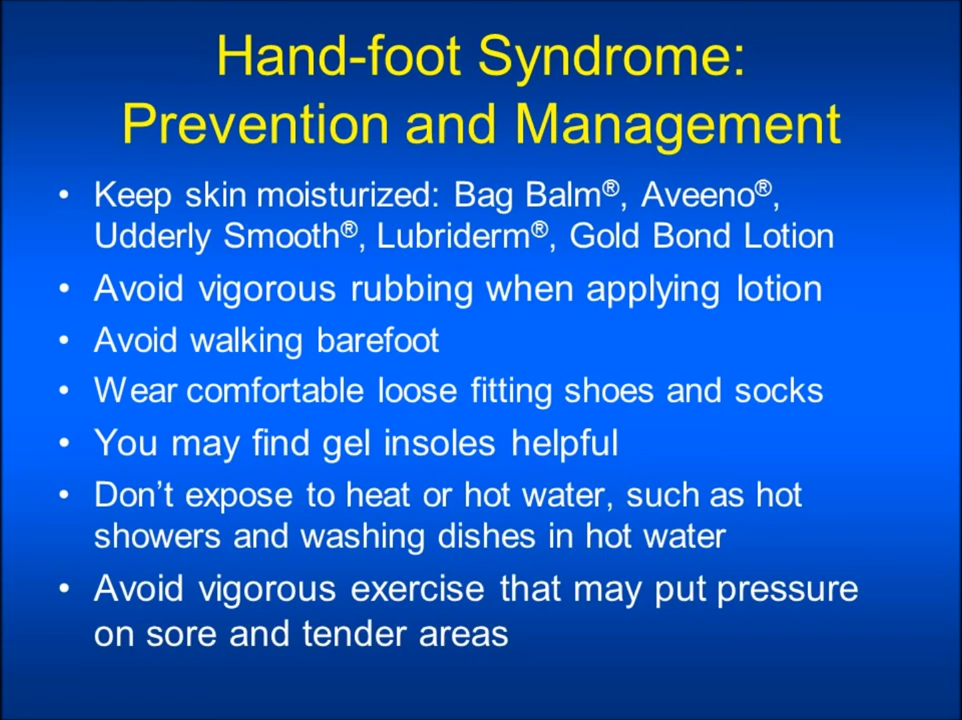 Hand-foot Syndrome:
Prevention and Management
• Keep skin moisturized: Bag Balm®, Aveeno®,
Udderly Smooth®, Lubriderm®, Gold Bond Lotion
• Avoid vigorous rubbing when applying lotion
• Avoid walking barefoot
• Wear comfortable loose fitting shoes and socks
• You may find gel insoles helpful
• Don’t expose to heat or hot water, such as hot
showers and washing dishes in hot water
• Avoid vigorous exercise that may put pressure
on sore and tender areas